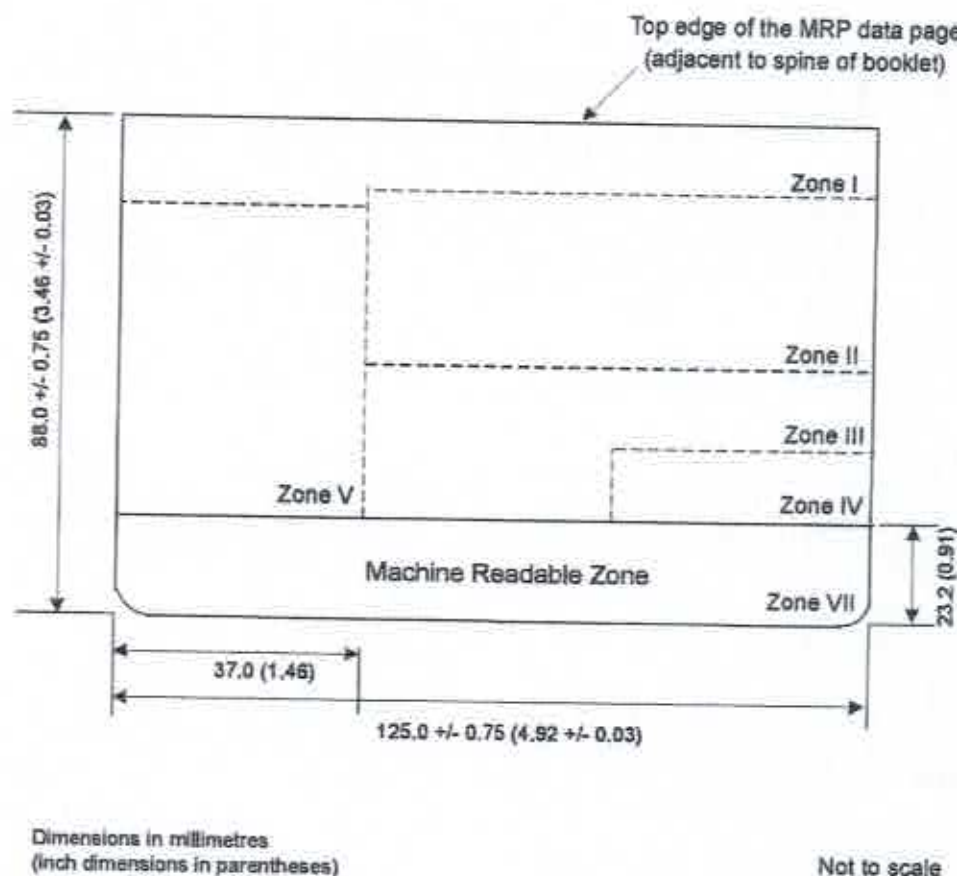 Top edge of the MRP data page
(adjacent to spine of booklet)
Zone I
88.0 +/- 0.75 (3.46 +/- 0.03)
Zone II
Zone III
Zone V
Zone IV
Machine Readable Zone
23.2 (0.91)
Zone VII
37.0 (1.46)
125.0 +/- 0.75 (4.92 +/- 0.03)
Dimensions in millimetres
(inch dimensions in parentheses)
Not to scale